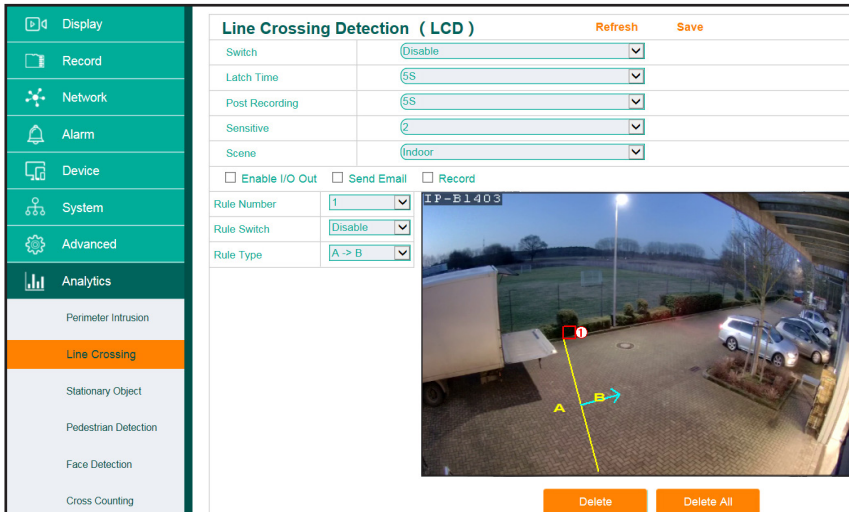 Display
Record
Network
Alarm
Device
System
Advanced
Analytics
Perimeter Intrusion
Line Crossing
Stationary Object
Pedestrian Detection
Face Detection
Cross Counting
Line Crossing Detection ( LCD ) Refresh Save
Switch Disable
Latch Time 5S
Post Recording 5S
Sensitive 2
Scene Indoor
Enable I/O Out Send Email Record
Rule Number 1
Rule Switch Disable
Rule Type A -> B
IP-B1403
1
A B
Delete Delete All